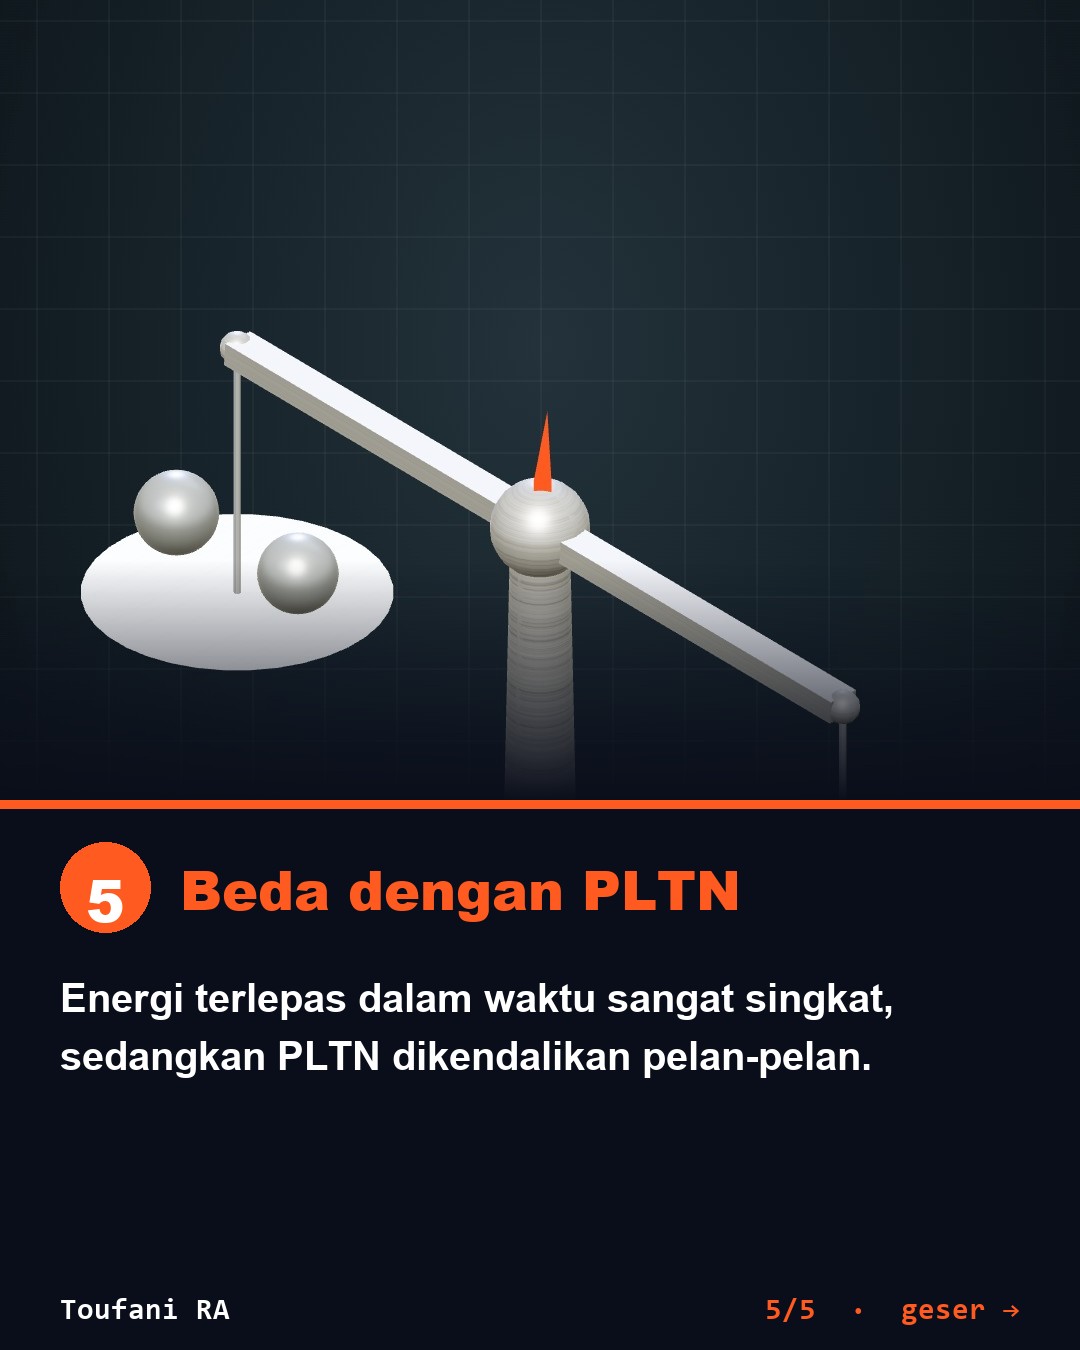 5 Beda dengan PLTN
Energi terlepas dalam waktu sangat singkat,
sedangkan PLTN dikendalikan pelan-pelan.
Toufani RA 5/5 · geser →